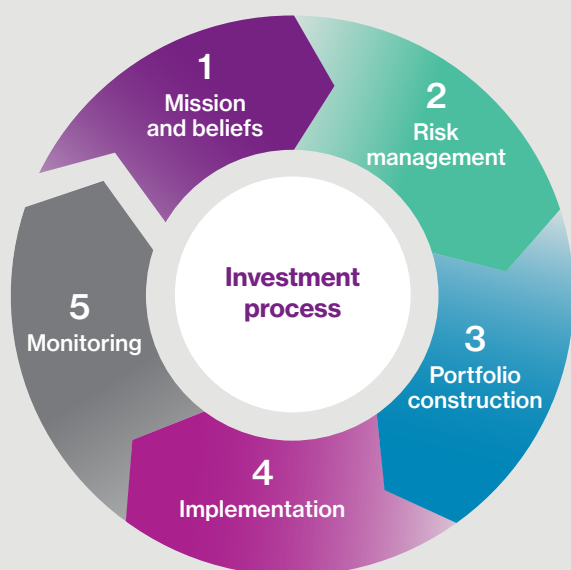 1
Mission
and beliefs
2
Risk
management
Investment
process
3
Portfolio
construction
4
Implementation
5
Monitoring